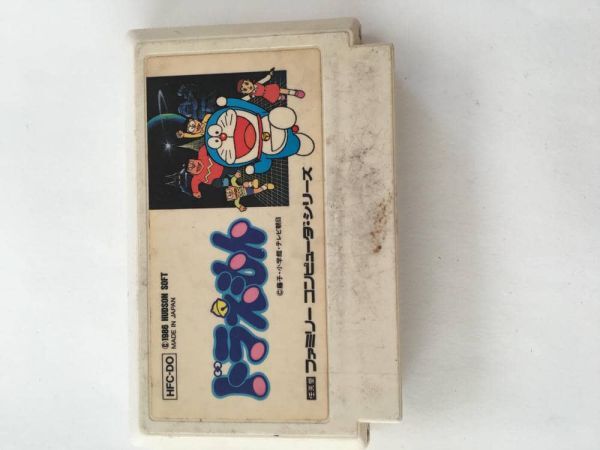 ドラえもん
©藤子・小学館・テレビ朝日
HFC-DO
©1986 HUDSON SOFT
MADE IN JAPAN
任天堂 ファミリー コンピュータ・シリーズ